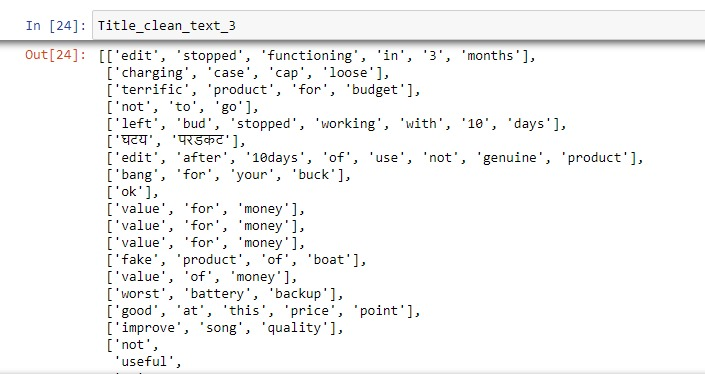 In [24]: Title_clean_text_3
Out[24]: [['edit', 'stopped', 'functioning', 'in', '3', 'months'],
['charging', 'case', 'cap', 'loose'],
['terrific', 'product', 'for', 'budget'],
['not', 'to', 'go'],
['left', 'bud', 'stopped', 'working', 'with', '10', 'days'],
['घटय', 'परडकट'],
['edit', 'after', '10days', 'of', 'use', 'not', 'genuine', 'product'],
['bang', 'for', 'your', 'buck'],
['ok'],
['value', 'for', 'money'],
['value', 'for', 'money'],
['value', 'for', 'money'],
['fake', 'product', 'of', 'boat'],
['value', 'of', 'money'],
['worst', 'battery', 'backup'],
['good', 'at', 'this', 'price', 'point'],
['improve', 'song', 'quality'],
['not',
'useful',